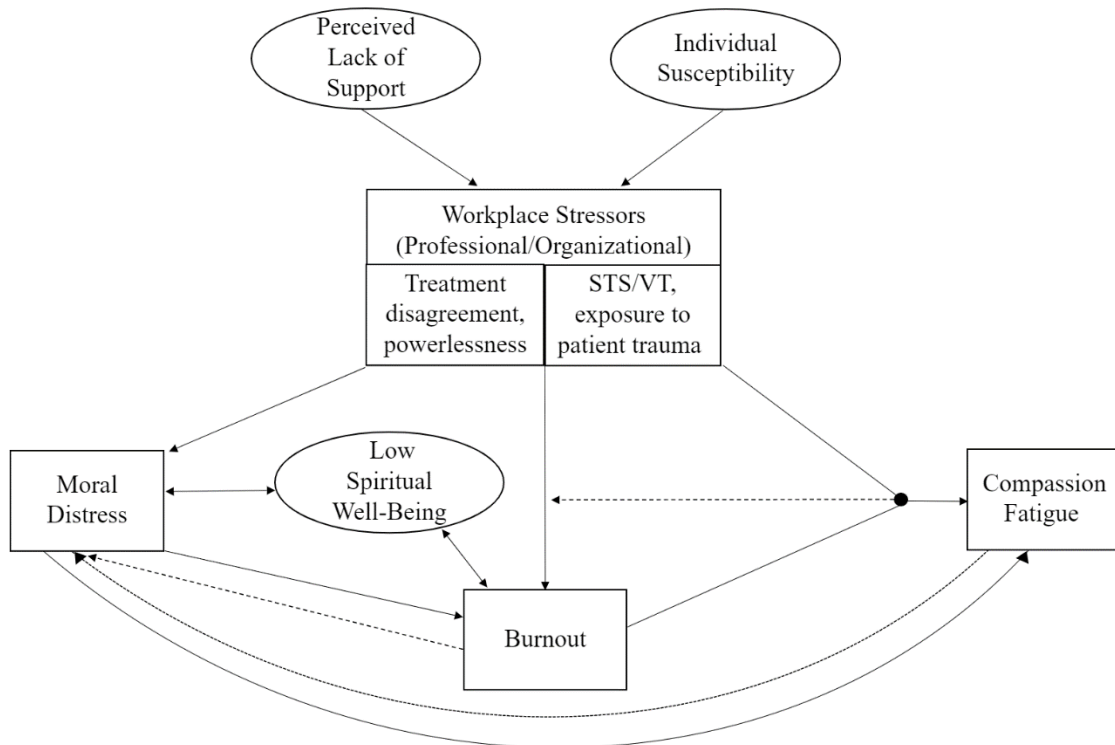 Perceived
Lack of
Support
Individual
Susceptibility
Workplace Stressors
(Professional/Organizational)
Treatment
disagreement,
powerlessness
STS/VT,
exposure to
patient trauma
Moral
Distress
Low
Spiritual
Well-Being
Compassion
Fatigue
Burnout